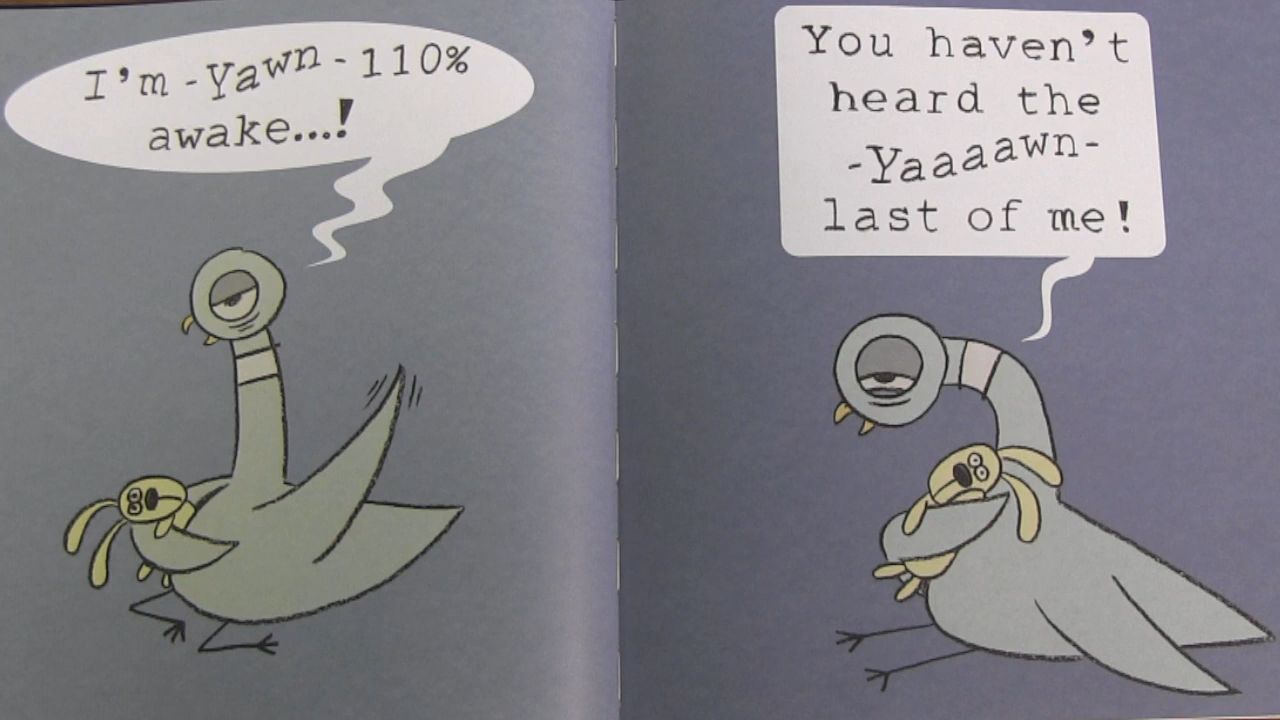 I'm -Yawn- 110%
awake...!
You haven't
heard the
-Yaaaawn-
last of me!